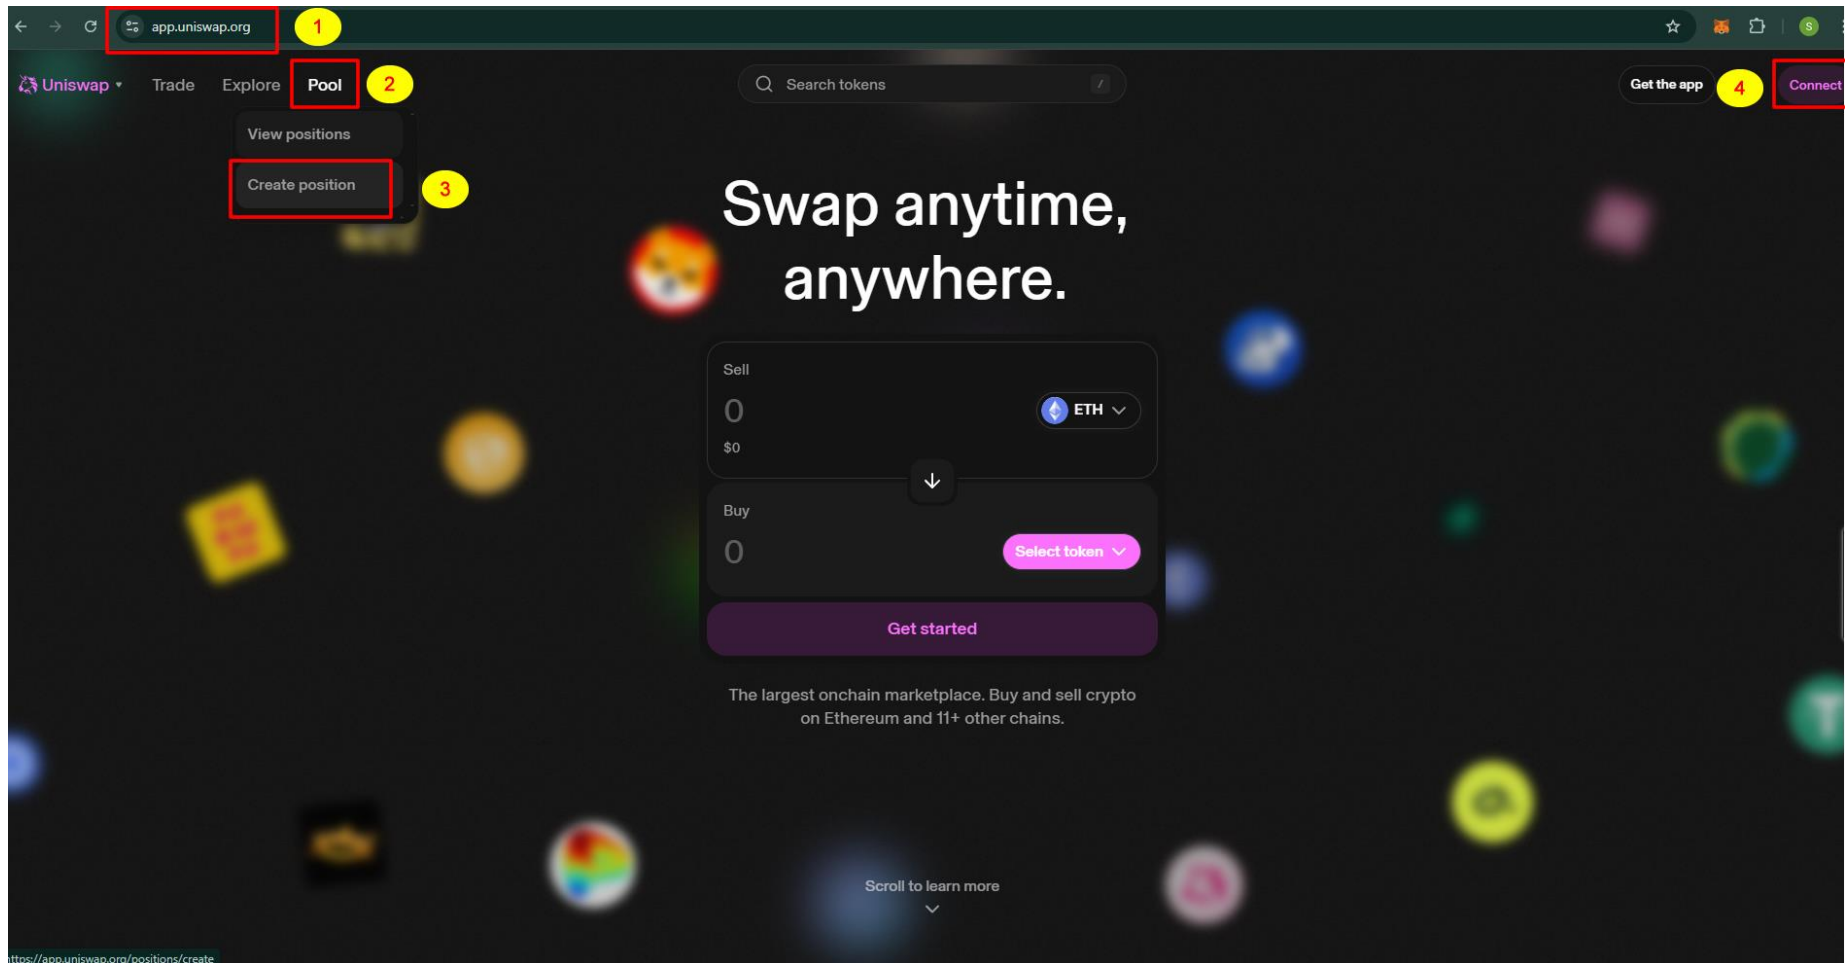 app.uniswap.org
1
Uniswap
Trade
Explore
Pool
2
Search tokens
/
Get the app
4
Connect
View positions
Create position
3
Swap anytime,
anywhere.
Sell
0
ETH
$0
Buy
0
Select token
Get started
The largest onchain marketplace. Buy and sell crypto
on Ethereum and 11+ other chains.
Scroll to learn more
ttps://app.uniswap.org/positions/create
S